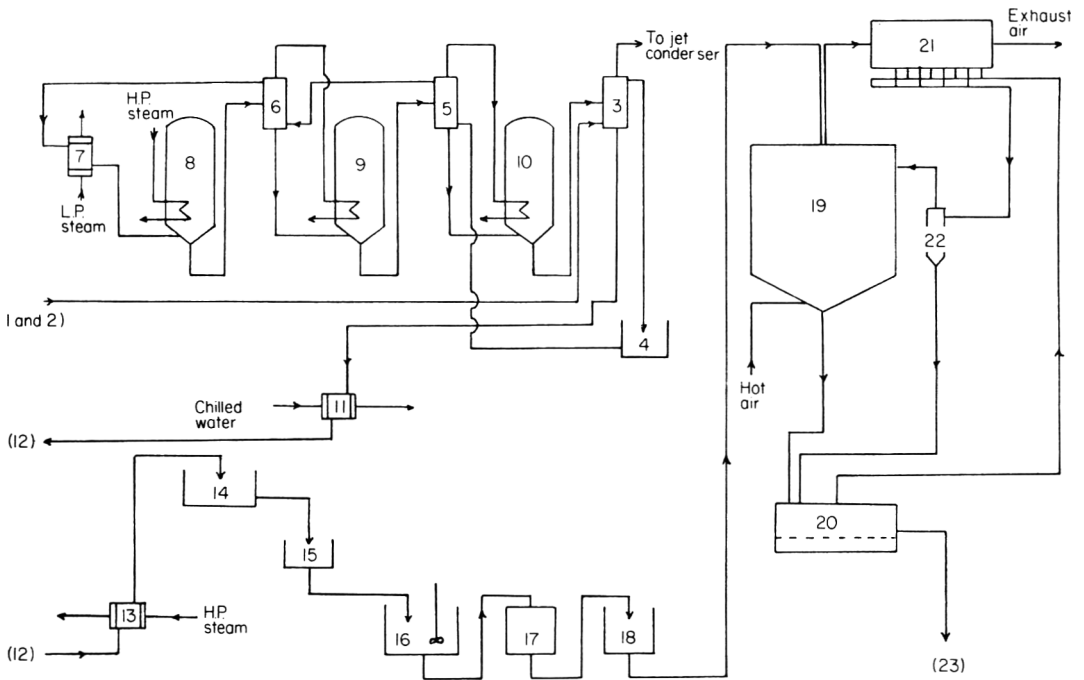 Exhaust
air
To jet
conderser
21
H.P.
steam
6
5
3
7
8
9
10
L.P.
steam
19
22
1 and 2)
4
Hot
air
Chilled
water
11
(12)
14
20
15
13
H.P.
steam
16
17
18
(12)
(23)